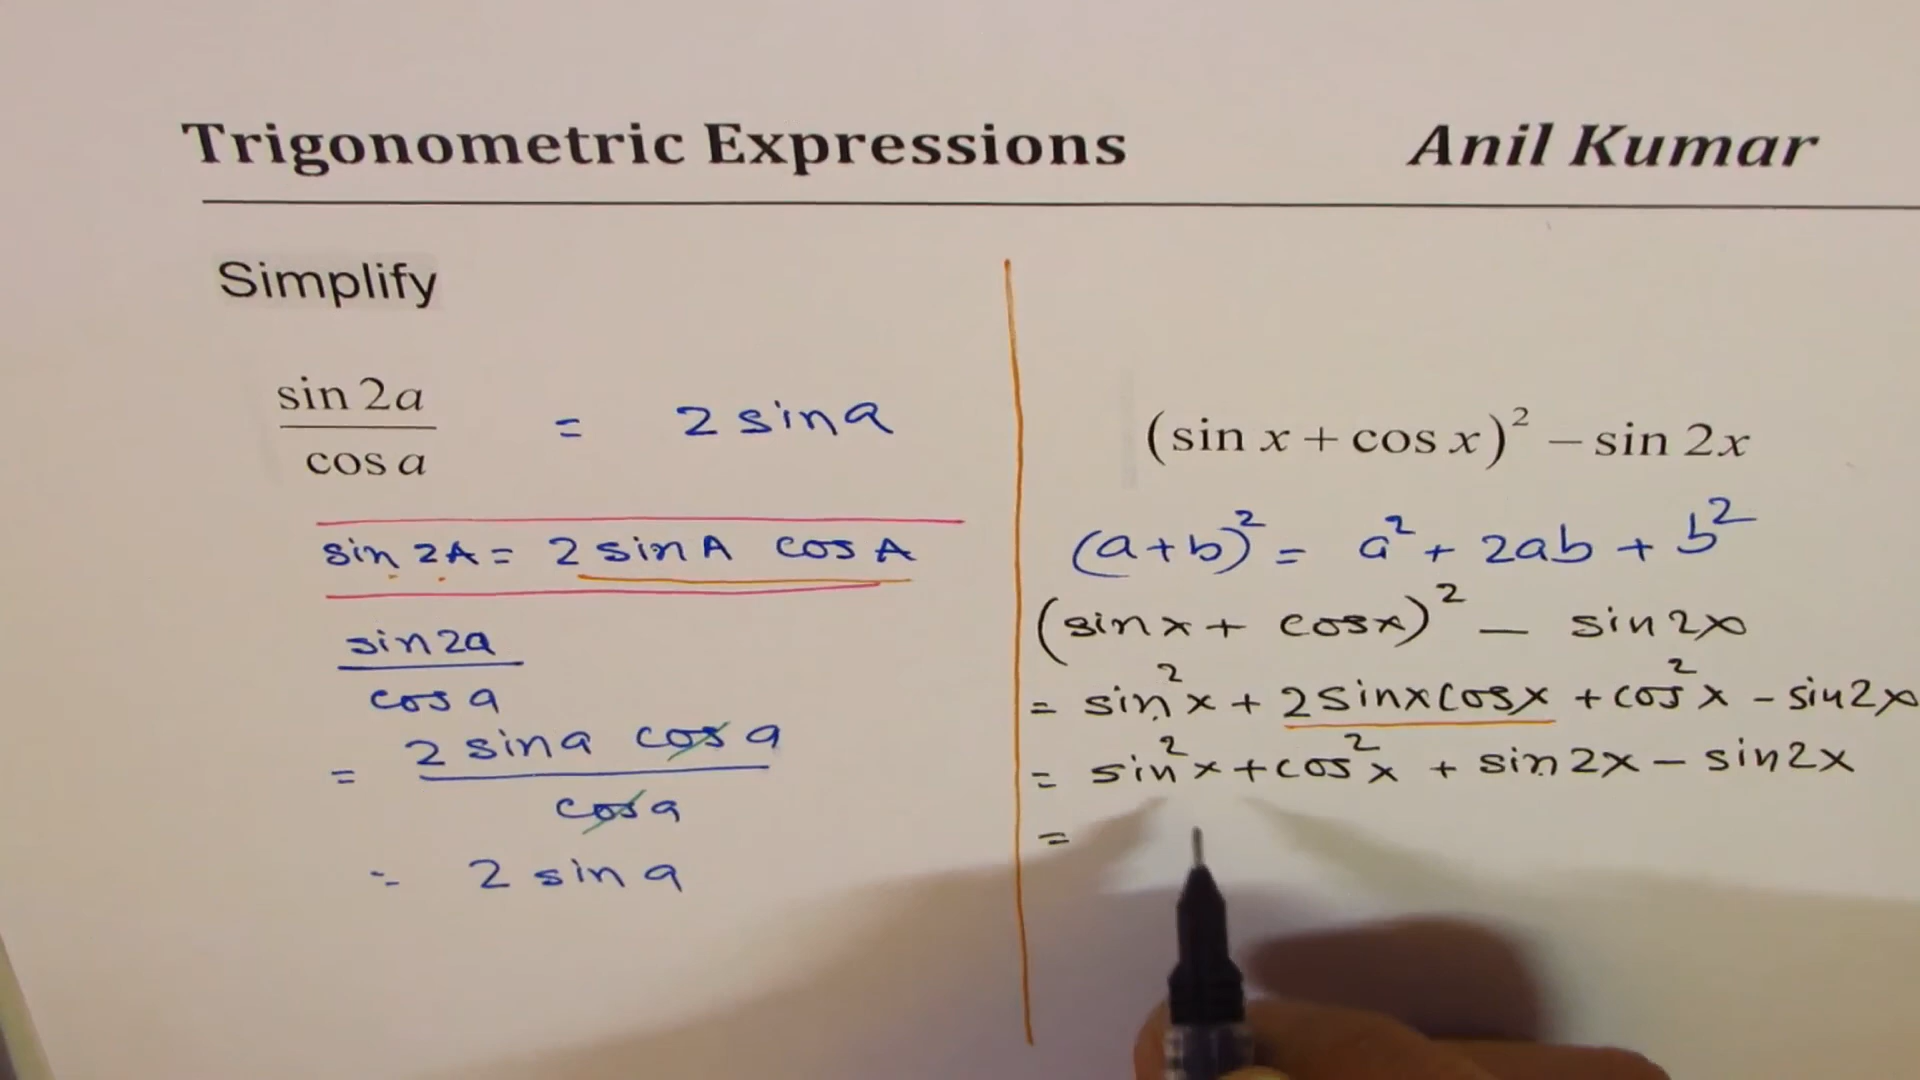 Trigonometric Expressions Anil Kumar
Simplify
sin 2a / cos a = 2 sin a
sin 2A = 2 sin A cos A
sin 2a / cos a
= 2 sin a cos a / cos a
= 2 sin a
(sin x + cos x)² − sin 2x
(a+b)² = a² + 2ab + b²
(sin x + cos x)² − sin 2x
= sin²x + 2 sin x cos x + cos²x − sin 2x
= sin²x + cos²x + sin 2x − sin 2x
=